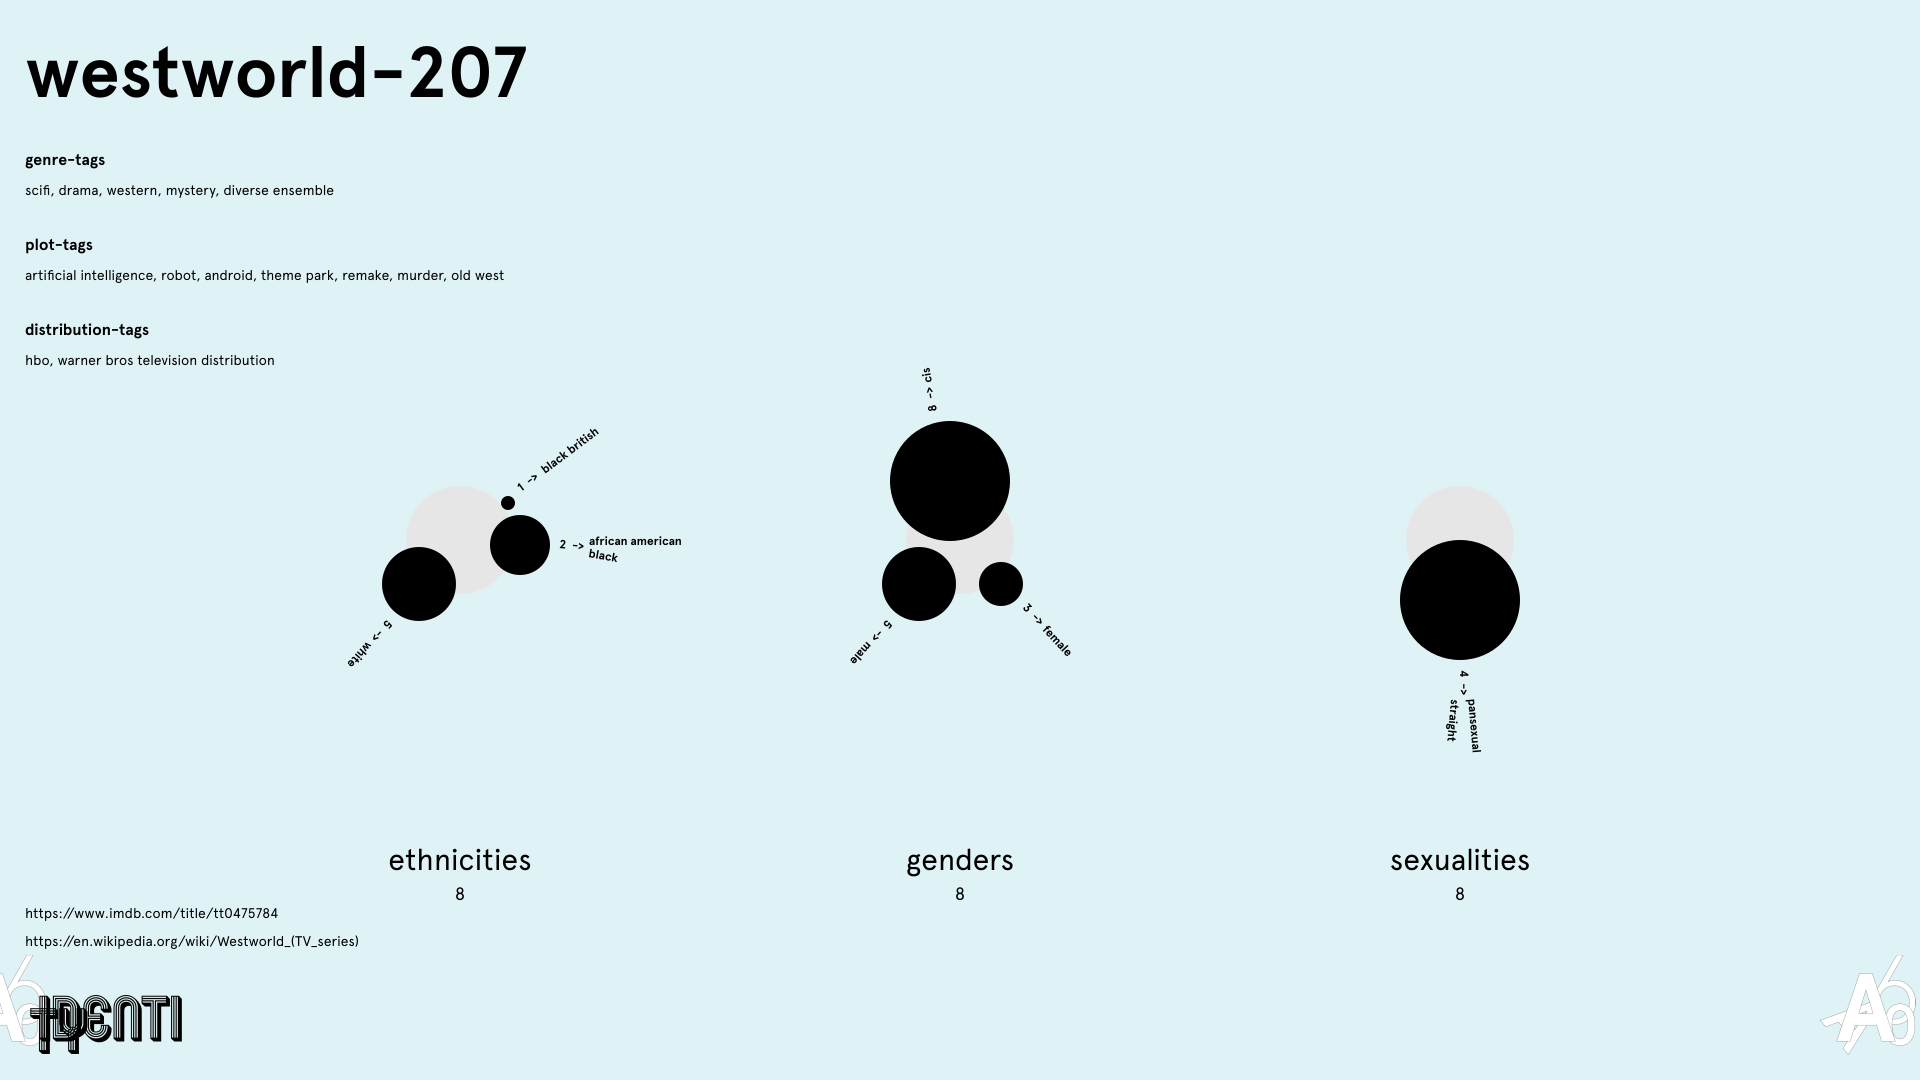 westworld-207
genre-tags
scifi, drama, western, mystery, diverse ensemble
plot-tags
artificial intelligence, robot, android, theme park, remake, murder, old west
distribution-tags
hbo, warner bros television distribution
1 -> black british
2 -> african american
black
5 -> white
8 -> cis
5 -> male
3 -> female
4 -> pansexual
straight
ethnicities
8
genders
8
sexualities
8
https://www.imdb.com/title/tt0475784
https://en.wikipedia.org/wiki/Westworld_(TV_series)
IDENTI